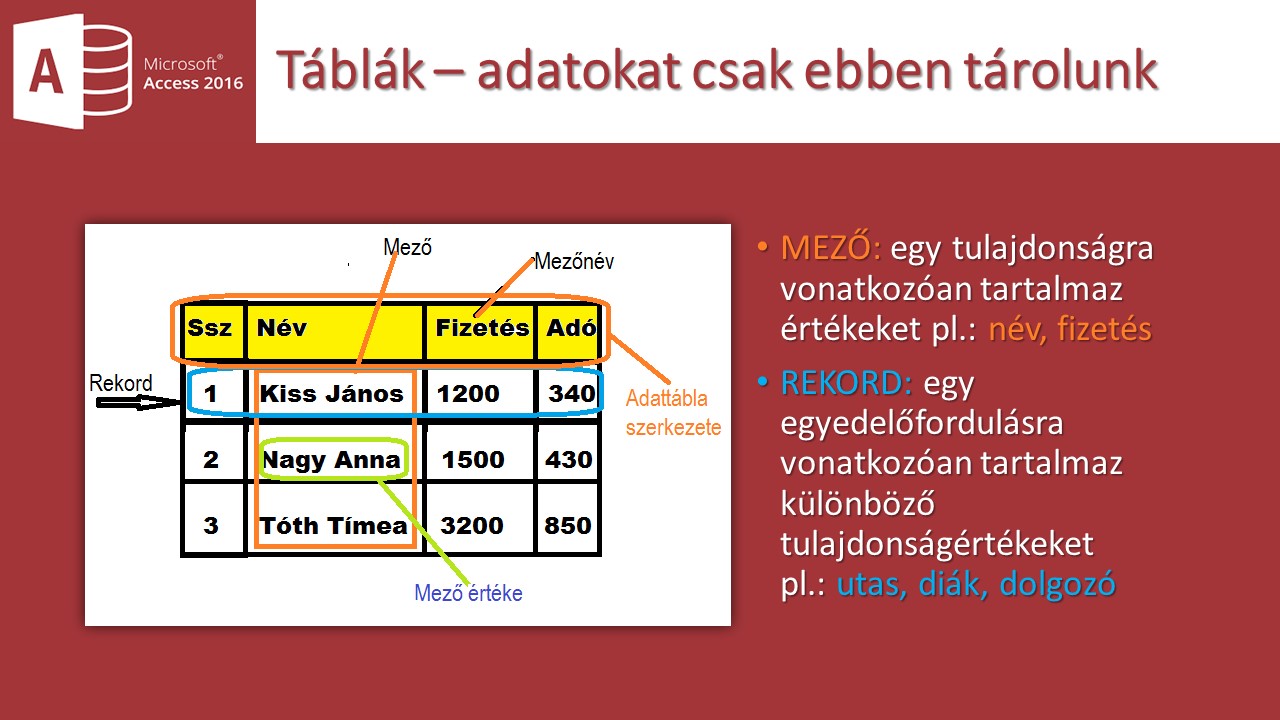 Microsoft®
Access 2016
Táblák – adatokat csak ebben tárolunk
Mező
Mezőnév
Ssz Név Fizetés Adó
Rekord
1 Kiss János 1200 340
Adattábla
szerkezete
2 Nagy Anna 1500 430
3 Tóth Tímea 3200 850
Mező értéke
• MEZŐ: egy tulajdonságra
vonatkozóan tartalmaz
értékeket pl.: név, fizetés
• REKORD: egy
egyedelőfordulásra
vonatkozóan tartalmaz
különböző
tulajdonságértékeket
pl.: utas, diák, dolgozó